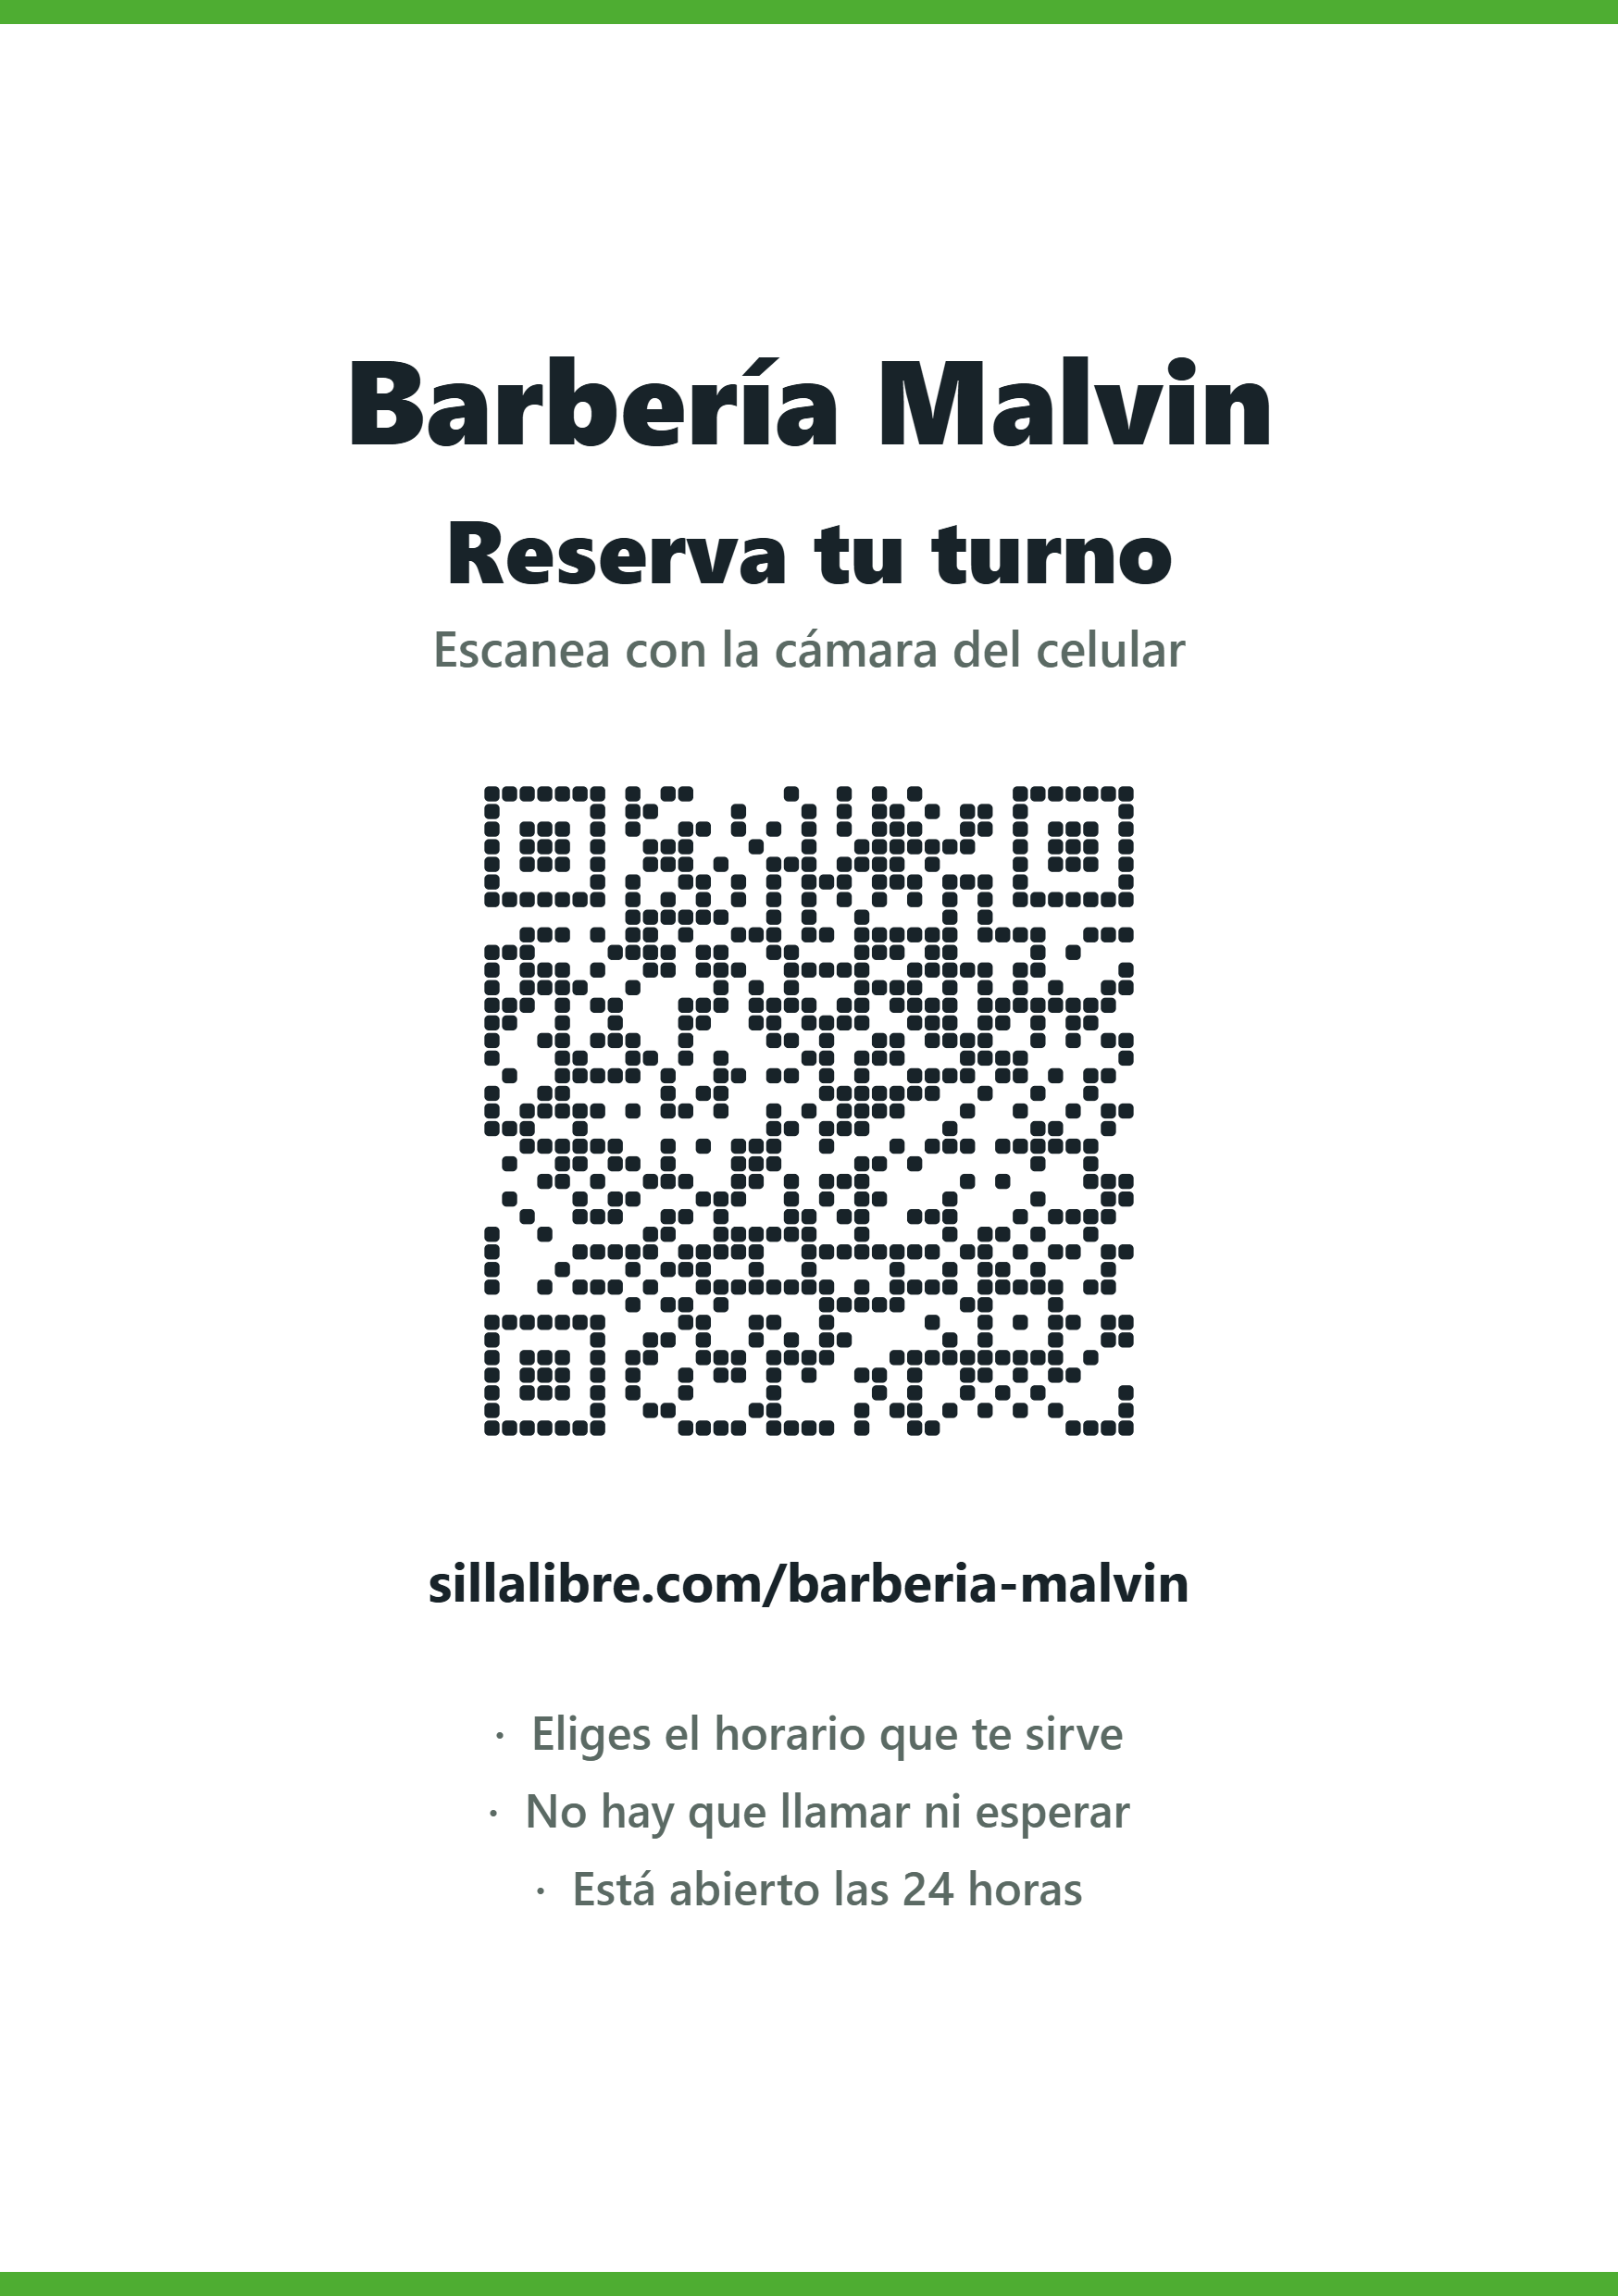 Barbería Malvin
Reserva tu turno
Escanea con la cámara del celular
sillalibre.com/barberia-malvin
· Eliges el horario que te sirve
· No hay que llamar ni esperar
· Está abierto las 24 horas